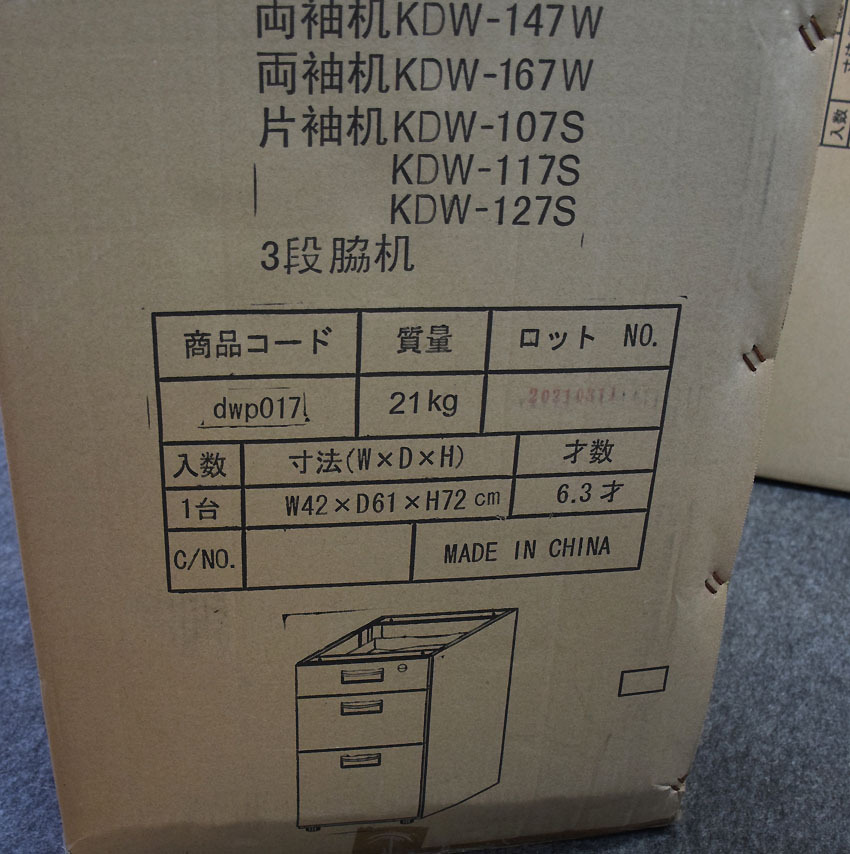 両袖机KDW-147W
両袖机KDW-167W
片袖机KDW-107S
KDW-117S
KDW-127S
3段脇机
商品コード 質量 ロット NO.
dwp017 21kg
入数 寸法(W×D×H) 才数
1台 W42×D61×H72cm 6.3才
C/NO. MADE IN CHINA
入数